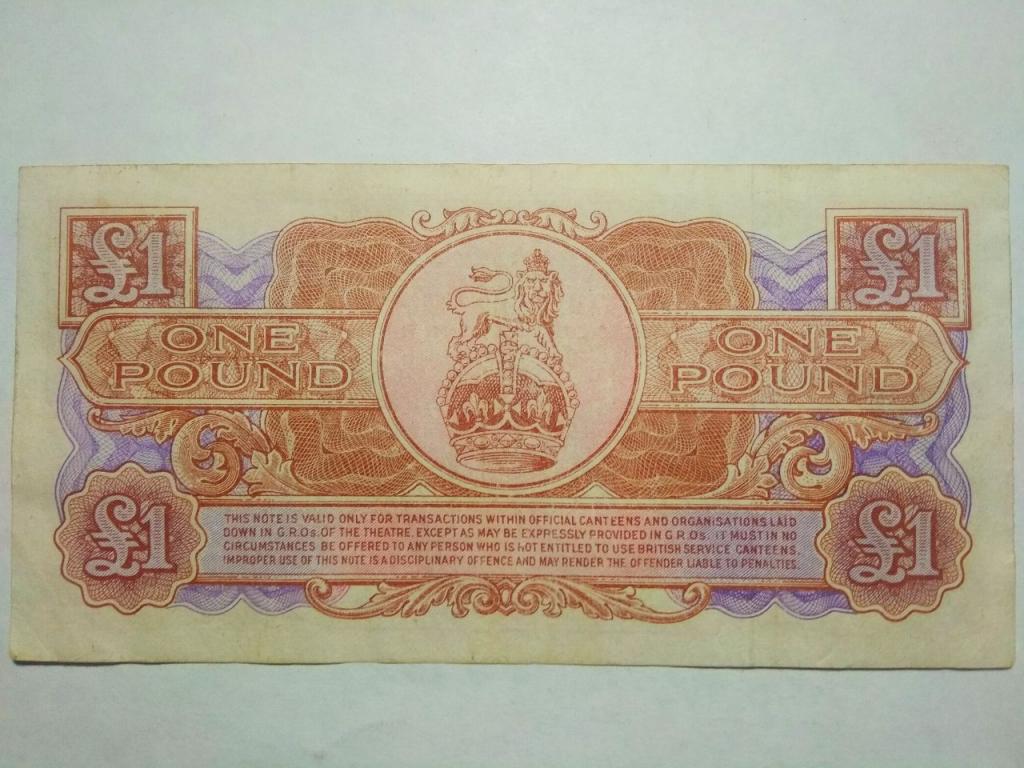 £1 £1
ONE ONE
POUND POUND
£1 £1
THIS NOTE IS VALID ONLY FOR TRANSACTIONS WITHIN OFFICIAL CANTEENS AND ORGANISATIONS LAID
DOWN IN G.R.Os. OF THE THEATRE, EXCEPT AS MAY BE EXPRESSLY PROVIDED IN G.R.Os. IT MUST IN NO
CIRCUMSTANCES BE OFFERED TO ANY PERSON WHO IS NOT ENTITLED TO USE BRITISH SERVICE CANTEENS.
IMPROPER USE OF THIS NOTE IS A DISCIPLINARY OFFENCE AND MAY RENDER THE OFFENDER LIABLE TO PENALTIES.